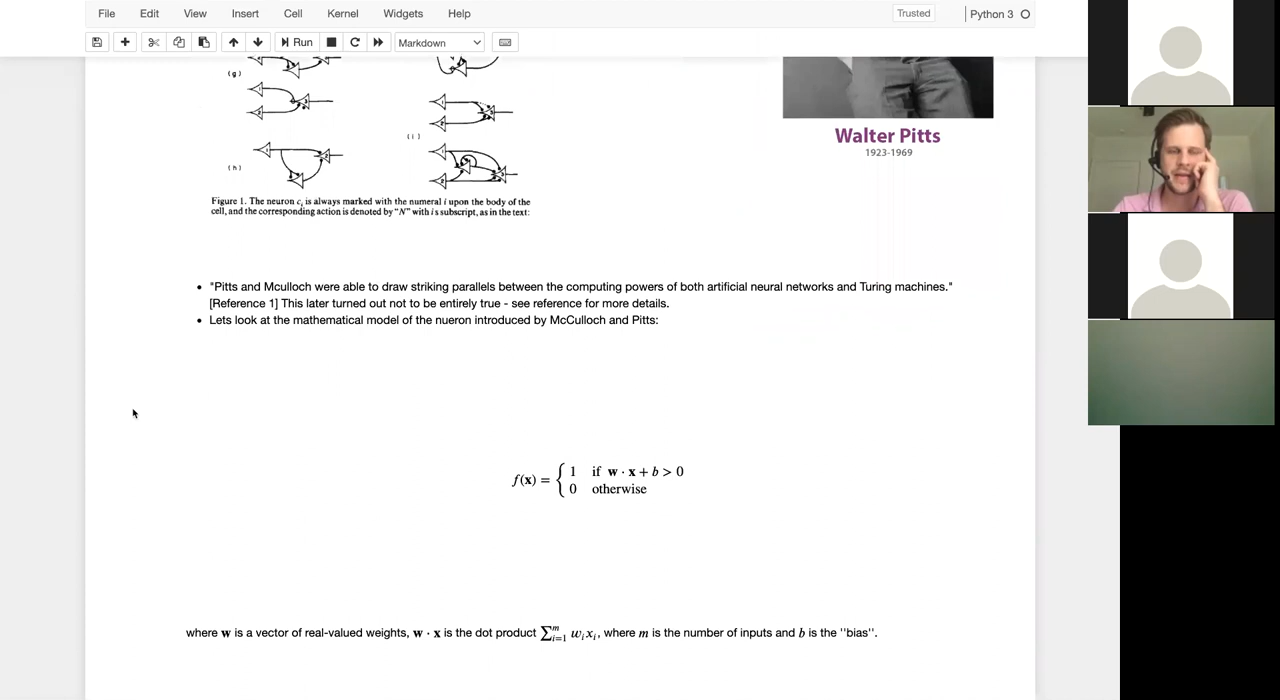 File Edit View Insert Cell Kernel Widgets Help Trusted Python 3
Run Markdown
(g)
(i)
(h)
Walter Pitts
1923-1969
Figure 1. The neuron cᵢ is always marked with the numeral i upon the body of the
cell, and the corresponding action is denoted by "N" with i s subscript, as in the text:
"Pitts and Mculloch were able to draw striking parallels between the computing powers of both artificial neural networks and Turing machines."
[Reference 1] This later turned out not to be entirely true - see reference for more details.
Lets look at the mathematical model of the nueron introduced by McCulloch and Pitts:
f(x) = { 1 if w · x + b > 0
0 otherwise
where w is a vector of real-valued weights, w · x is the dot product ∑ᵢ₌₁ᵐ wᵢxᵢ, where m is the number of inputs and b is the ''bias''.